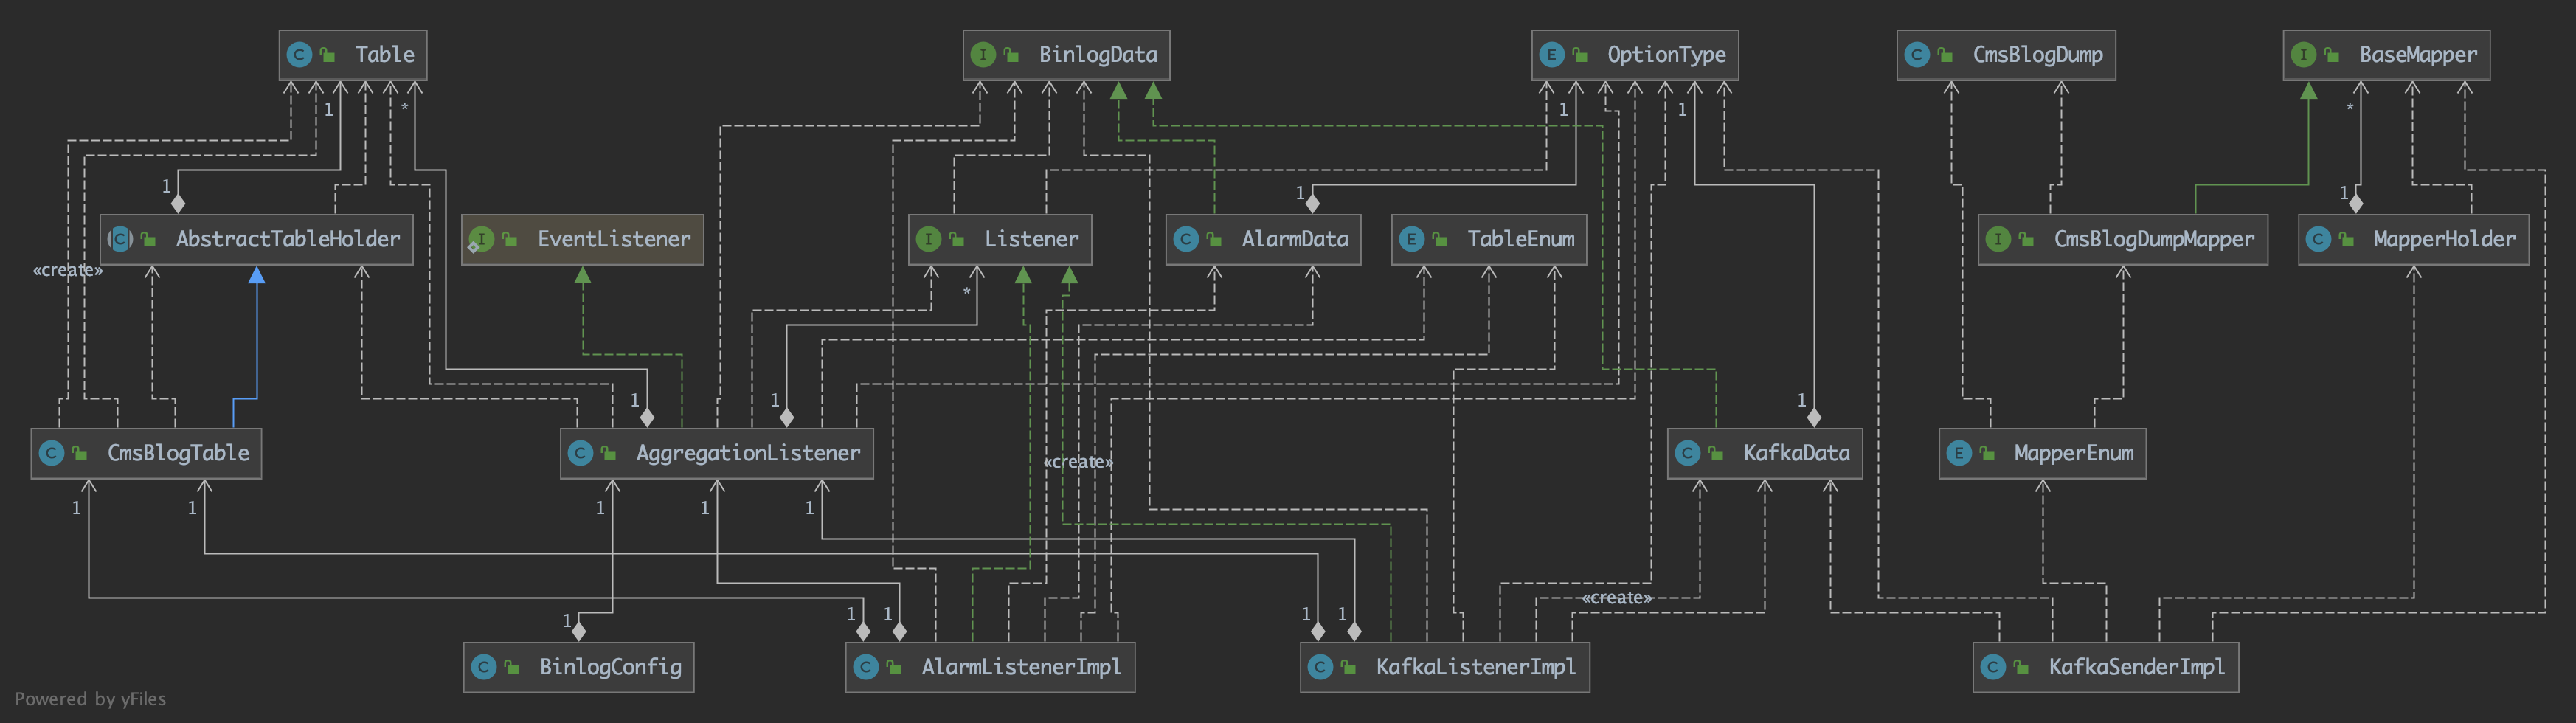 C Table
I BinlogData
E OptionType
C CmsBlogDump
I BaseMapper
1
*
1
1
*
1
1
1
C AbstractTableHolder
I EventListener
I Listener
C AlarmData
E TableEnum
I CmsBlogDumpMapper
C MapperHolder
«create»
*
1
1
1
C CmsBlogTable
C AggregationListener
«create»
C KafkaData
E MapperEnum
1
1
1
1
1
«create»
1
1
1
1
1
C BinlogConfig
C AlarmListenerImpl
C KafkaListenerImpl
C KafkaSenderImpl
Powered by yFiles